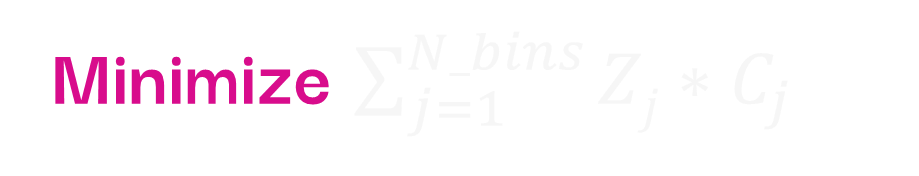 Minimize ∑_{j=1}^{N_bins} Z_j * C_j